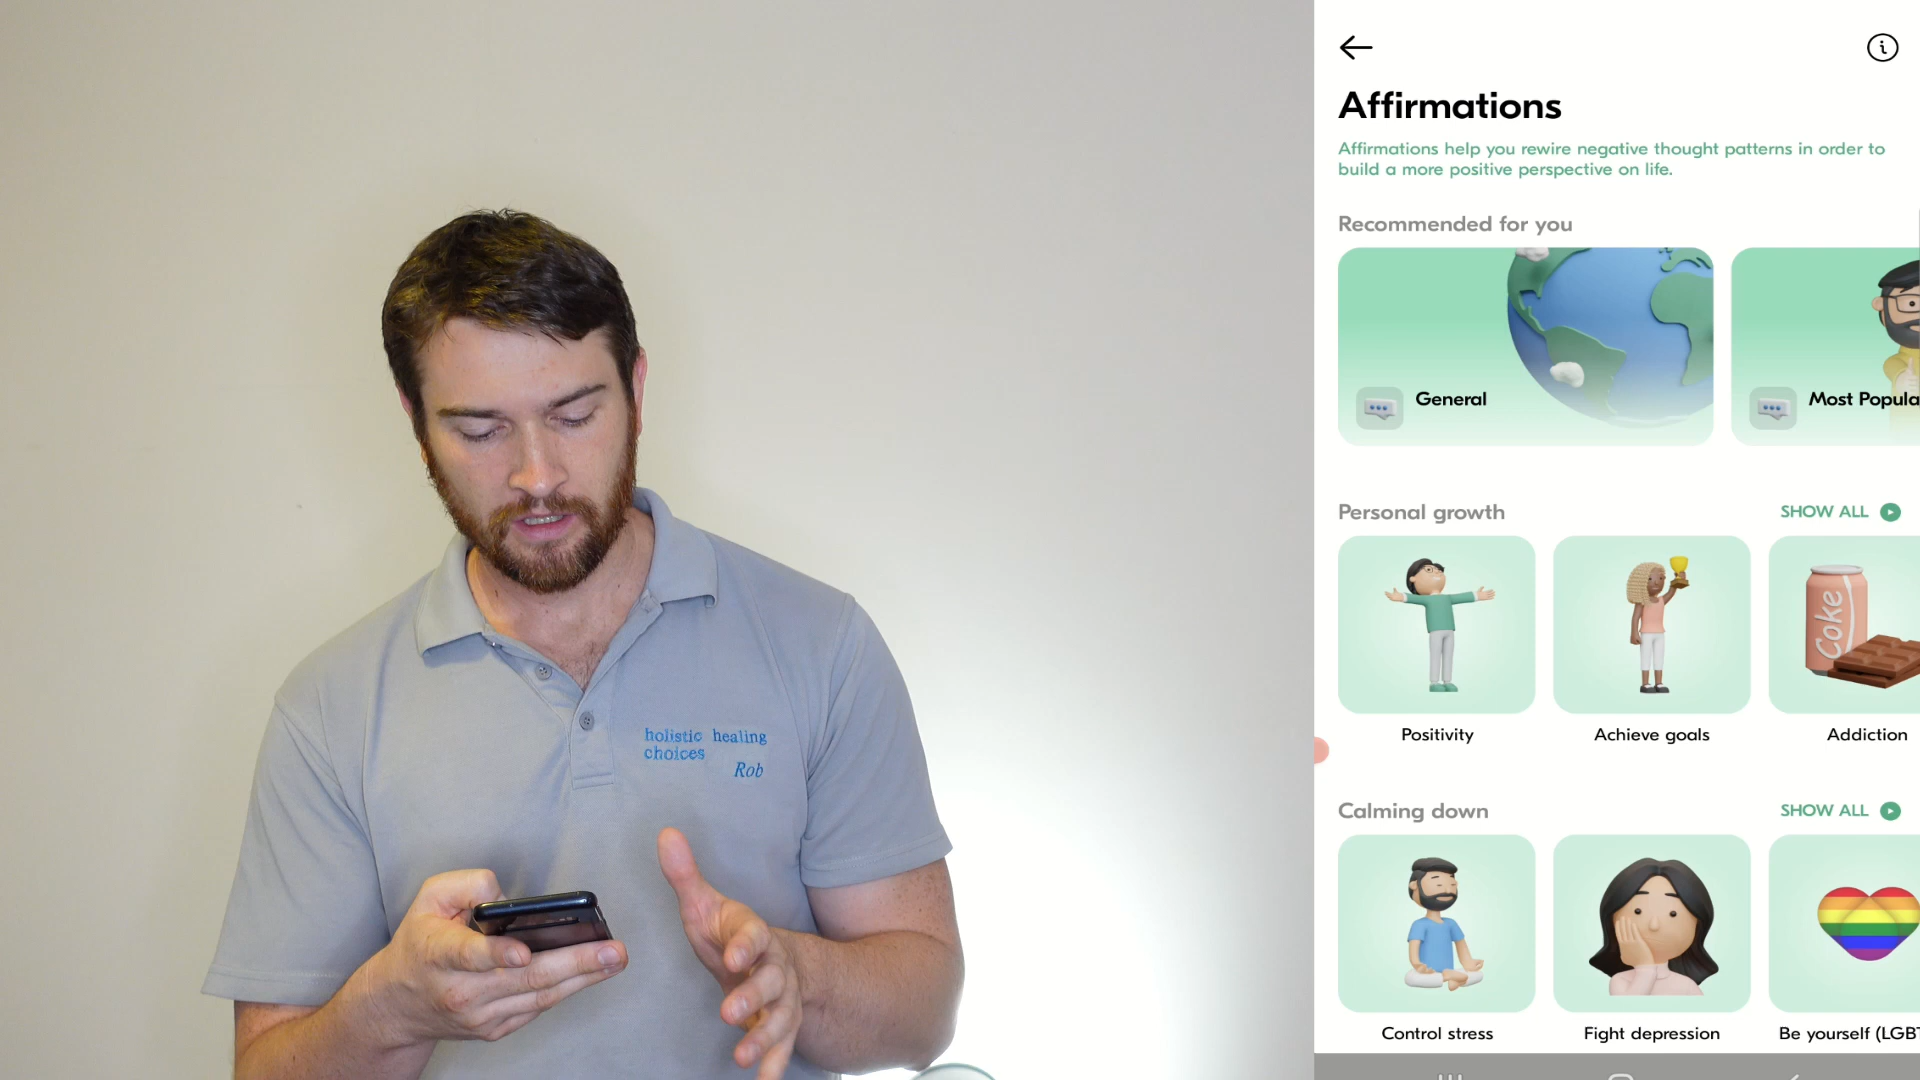 holistic healing
choices
Rob
Affirmations
Affirmations help you rewire negative thought patterns in order to
build a more positive perspective on life.
Recommended for you
General
Most Popula
Personal growth
SHOW ALL
Coke
Positivity
Achieve goals
Addiction
Calming down
SHOW ALL
Control stress
Fight depression
Be yourself (LGBT